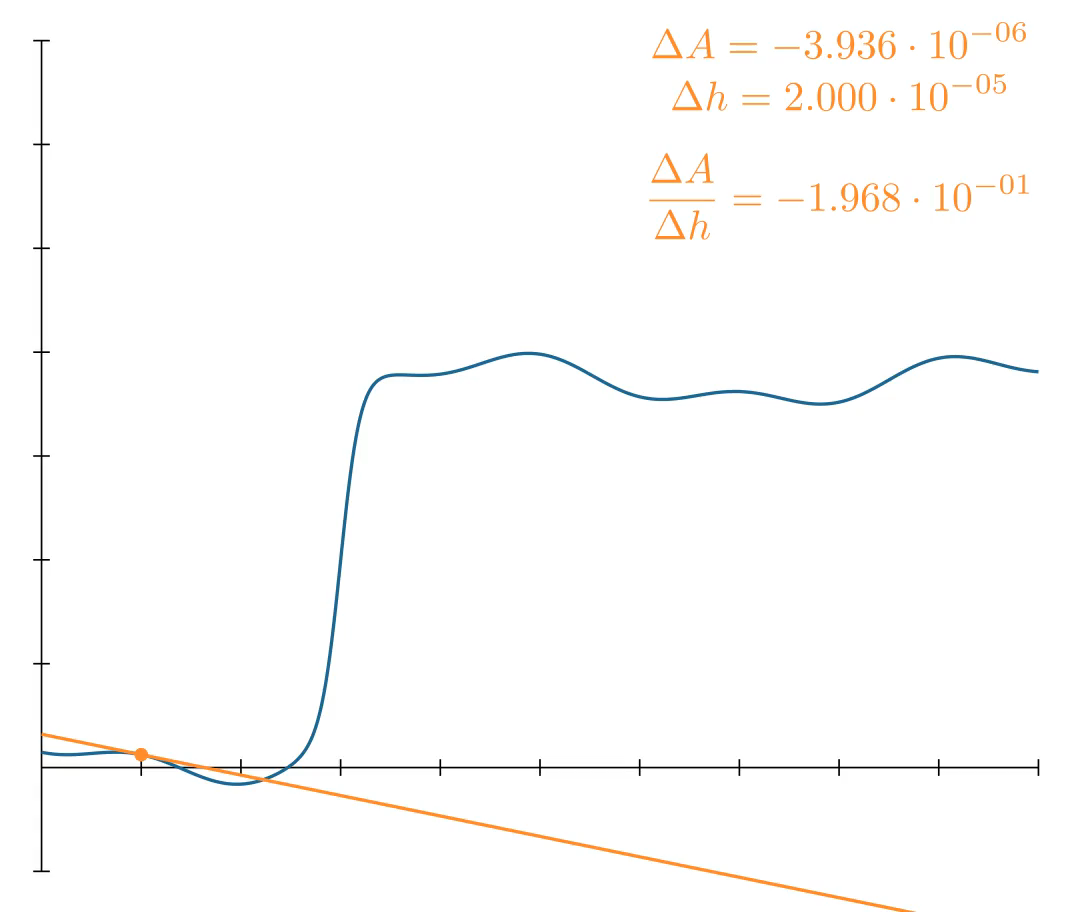 ΔA = −3.936 · 10^{−06}
Δh = 2.000 · 10^{−05}
ΔA/Δh = −1.968 · 10^{−01}